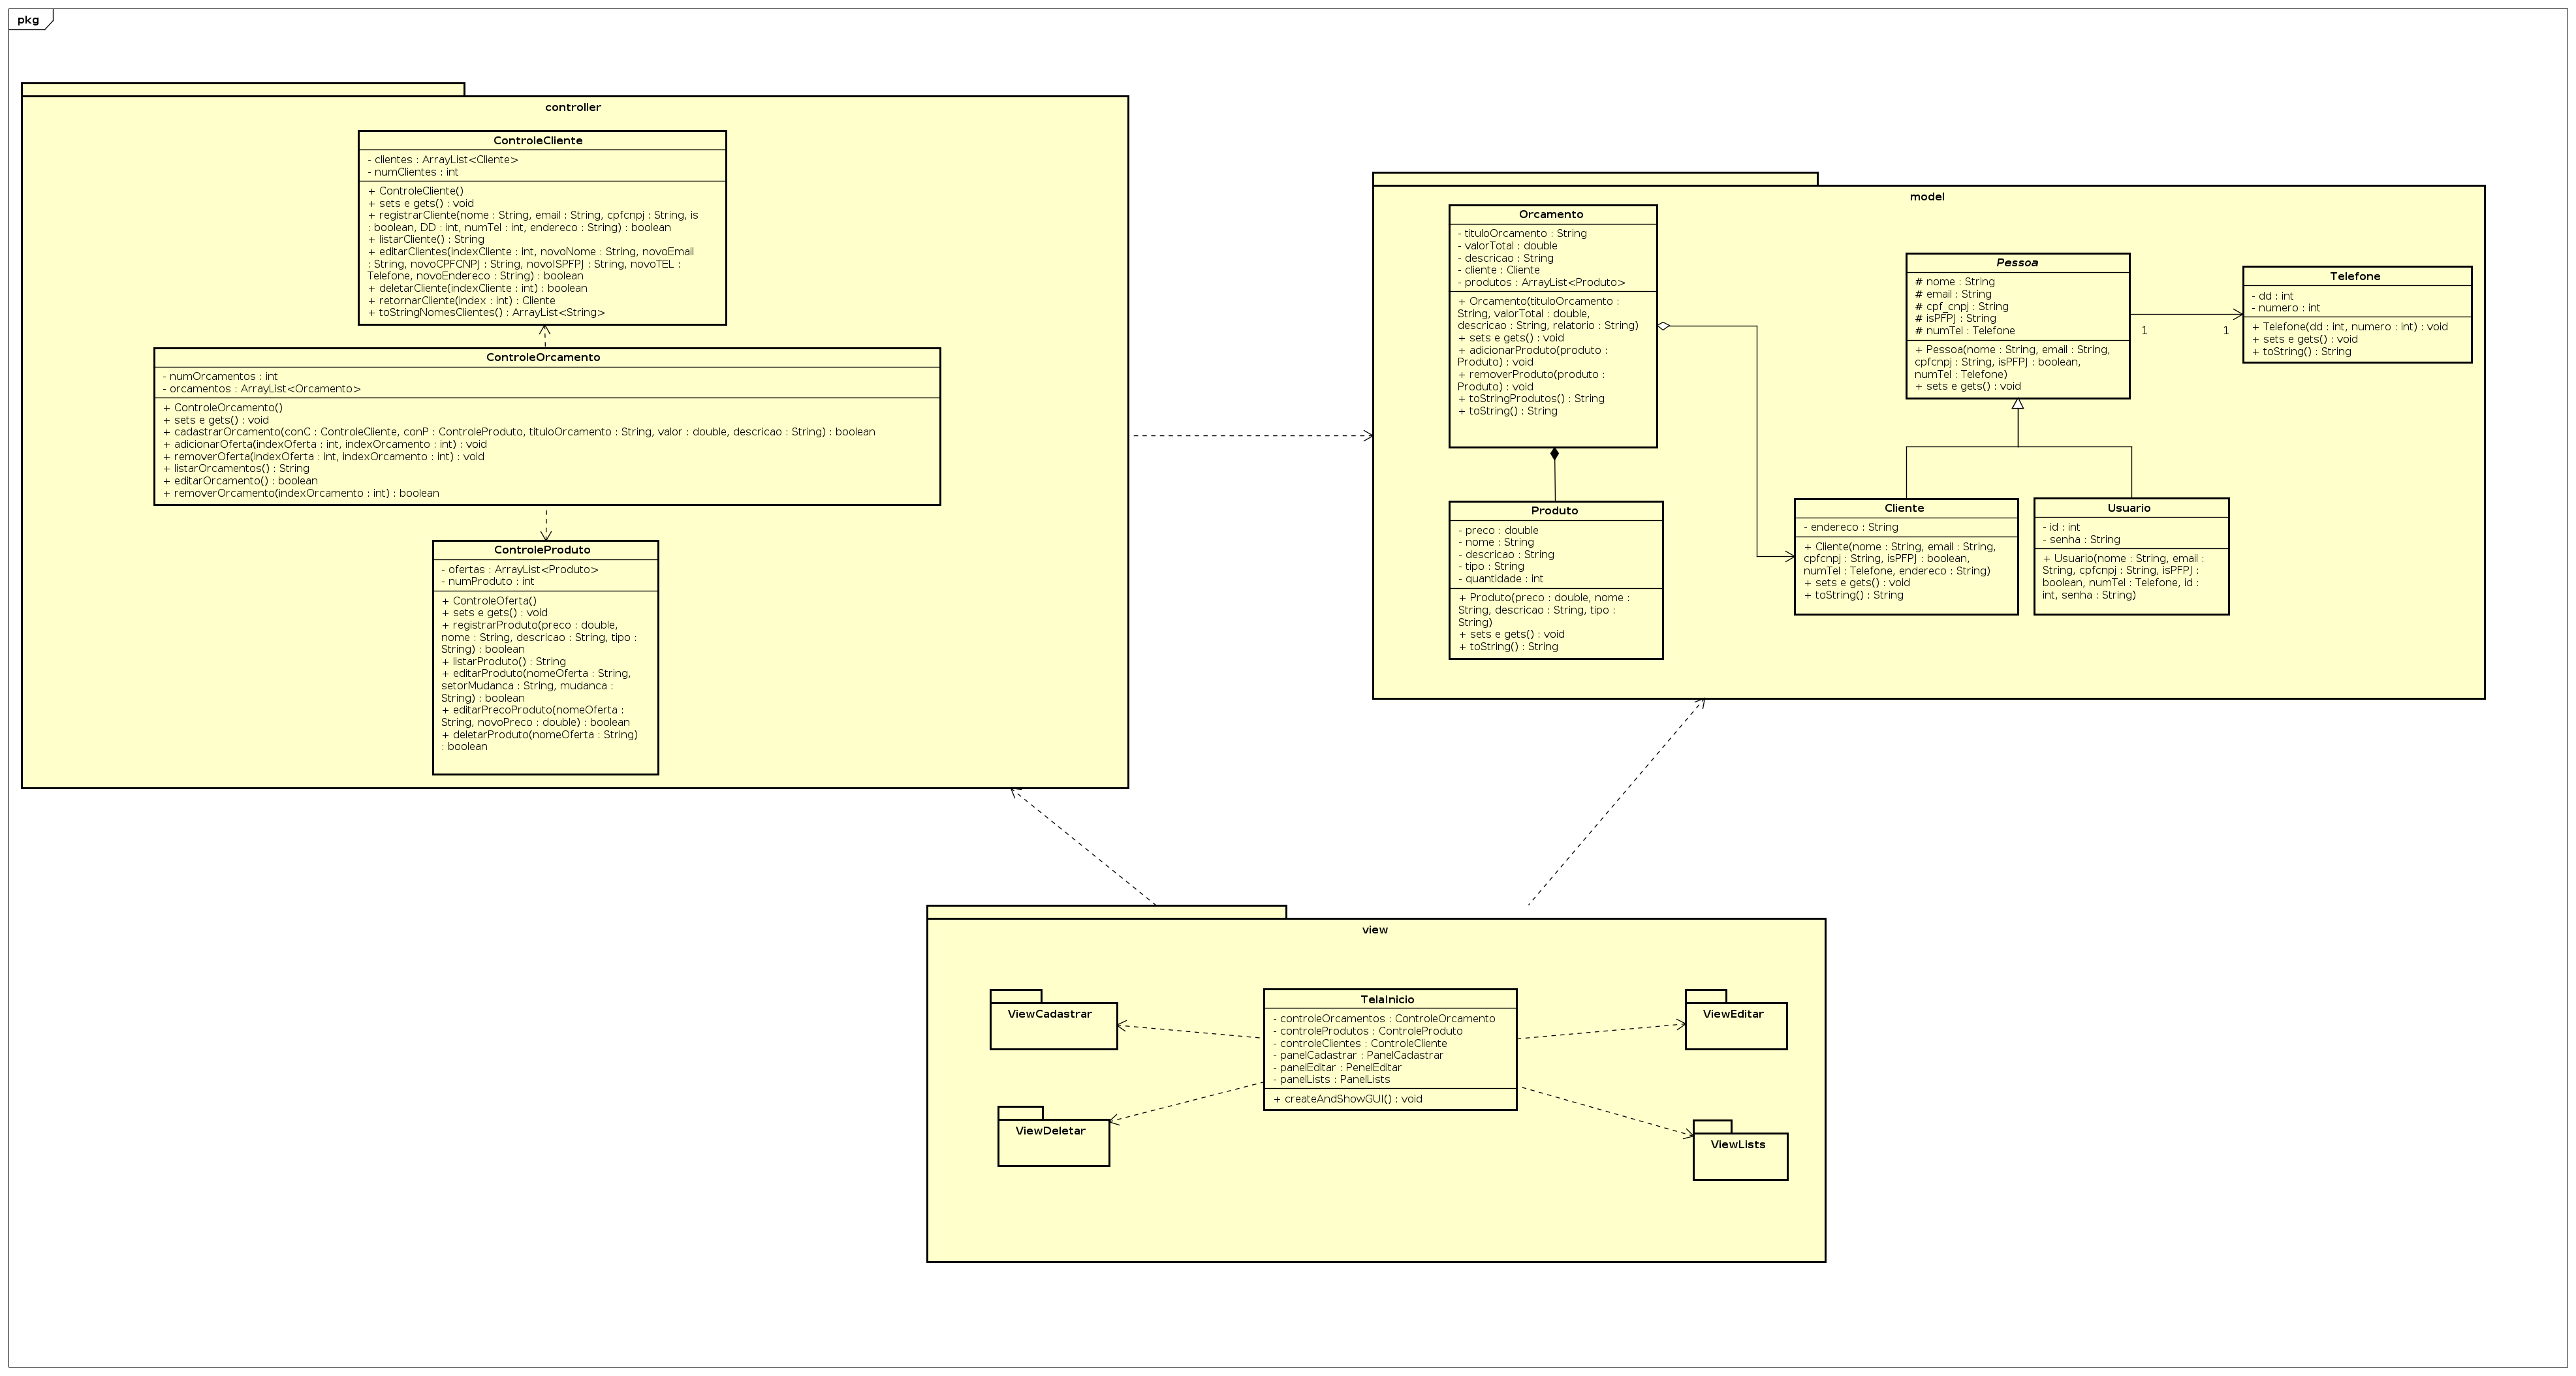 pkg
controller
ControleCliente
- clientes : ArrayList<Cliente>
- numClientes : int
+ ControleCliente()
+ sets e gets() : void
+ registrarCliente(nome : String, email : String, cpfcnpj : String, is
: boolean, DD : int, numTel : int, endereco : String) : boolean
+ listarCliente() : String
+ editarClientes(indexCliente : int, novoNome : String, novoEmail
: String, novoCPFCNPJ : String, novoISPFPJ : String, novoTEL :
Telefone, novoEndereco : String) : boolean
+ deletarCliente(indexCliente : int) : boolean
+ retornarCliente(index : int) : Cliente
+ toStringNomesClientes() : ArrayList<String>
ControleOrcamento
- numOrcamentos : int
- orcamentos : ArrayList<Orcamento>
+ ControleOrcamento()
+ sets e gets() : void
+ cadastrarOrcamento(conC : ControleCliente, conP : ControleProduto, tituloOrcamento : String, valor : double, descricao : String) : boolean
+ adicionarOferta(indexOferta : int, indexOrcamento : int) : void
+ removerOferta(indexOferta : int, indexOrcamento : int) : void
+ listarOrcamentos() : String
+ editarOrcamento() : boolean
+ removerOrcamento(indexOrcamento : int) : boolean
ControleProduto
- ofertas : ArrayList<Produto>
- numProduto : int
+ ControleOferta()
+ sets e gets() : void
+ registrarProduto(preco : double,
nome : String, descricao : String, tipo :
String) : boolean
+ listarProduto() : String
+ editarProduto(nomeOferta : String,
setorMudanca : String, mudanca :
String) : boolean
+ editarPrecoProduto(nomeOferta :
String, novoPreco : double) : boolean
+ deletarProduto(nomeOferta : String)
: boolean
model
Orcamento
- tituloOrcamento : String
- valorTotal : double
- descricao : String
- cliente : Cliente
- produtos : ArrayList<Produto>
+ Orcamento(tituloOrcamento :
String, valorTotal : double,
descricao : String, relatorio : String)
+ sets e gets() : void
+ adicionarProduto(produto :
Produto) : void
+ removerProduto(produto :
Produto) : void
+ toStringProdutos() : String
+ toString() : String
Pessoa
# nome : String
# email : String
# cpf_cnpj : String
# isPFPJ : String
# numTel : Telefone
+ Pessoa(nome : String, email : String,
cpfcnpj : String, isPFPJ : boolean,
numTel : Telefone)
+ sets e gets() : void
1 1
Telefone
- dd : int
- numero : int
+ Telefone(dd : int, numero : int) : void
+ sets e gets() : void
+ toString() : String
Produto
- preco : double
- nome : String
- descricao : String
- tipo : String
- quantidade : int
+ Produto(preco : double, nome :
String, descricao : String, tipo :
String)
+ sets e gets() : void
+ toString() : String
Cliente
- endereco : String
+ Cliente(nome : String, email : String,
cpfcnpj : String, isPFPJ : boolean,
numTel : Telefone, endereco : String)
+ sets e gets() : void
+ toString() : String
Usuario
- id : int
- senha : String
+ Usuario(nome : String, email :
String, cpfcnpj : String, isPFPJ :
boolean, numTel : Telefone, id :
int, senha : String)
view
ViewCadastrar
ViewDeletar
TelaInicio
- controleOrcamentos : ControleOrcamento
- controleProdutos : ControleProduto
- controleClientes : ControleCliente
- panelCadastrar : PanelCadastrar
- panelEditar : PenelEditar
- panelLists : PanelLists
+ createAndShowGUI() : void
ViewEditar
ViewLists